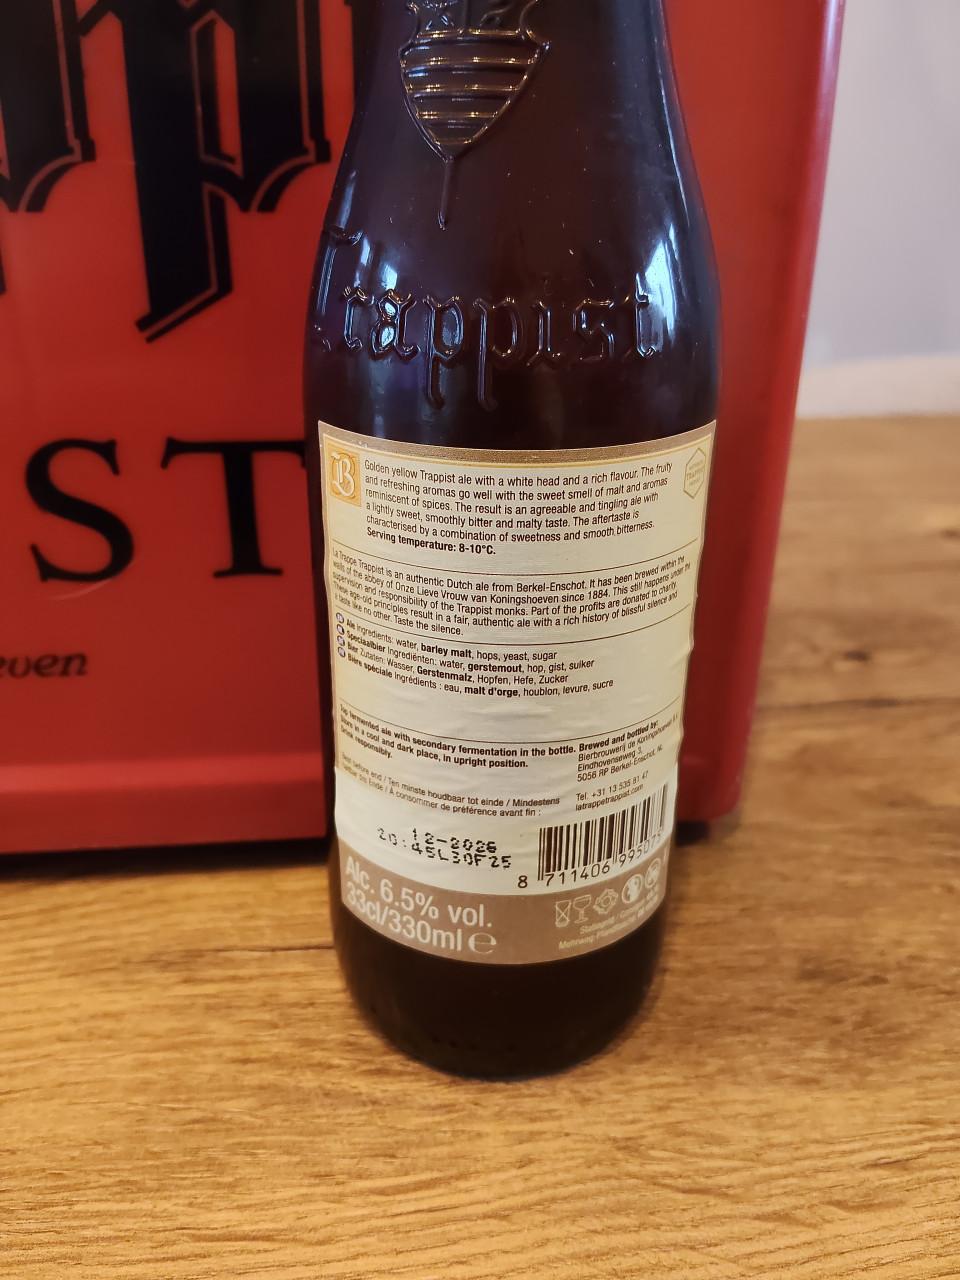 ST
even
Trappist
B
Golden yellow Trappist ale with a white head and a rich flavour. The fruity
and refreshing aromas go well with the sweet smell of malt and aromas
reminiscent of spices. The result is an agreeable and tingling ale with
a lightly sweet, smoothly bitter and malty taste. The aftertaste is
characterised by a combination of sweetness and smooth bitterness.
Serving temperature: 8-10°C.
TRAPPIST
La Trappe Trappist is an authentic Dutch ale from Berkel-Enschot. It has been brewed within the
walls of the abbey of Onze Lieve Vrouw van Koningshoeven since 1884. This still happens under the
supervision and responsibility of the Trappist monks. Part of the profits are donated to charity.
These age-old principles result in a fair, authentic ale with a rich history of blissful silence and
a taste like no other. Taste the silence.
Ale Ingredients: water, barley malt, hops, yeast, sugar
Speciaalbier Ingrediënten: water, gerstemout, hop, gist, suiker
Bier Zutaten: Wasser, Gerstenmalz, Hopfen, Hefe, Zucker
Bière spéciale Ingrédients : eau, malt d'orge, houblon, levure, sucre
Top fermented ale with secondary fermentation in the bottle.
Store in a cool and dark place, in upright position.
Drink responsibly.
Brewed and bottled by:
Bierbrouwerij de Koningshoeven B.V.
Eindhovenseweg 3,
5056 RP Berkel-Enschot, NL
Tel. +31 13 535 81 47
latrappetrappist.com
Best before end / Ten minste houdbaar tot einde / Mindestens
haltbar bis Ende / À consommer de préférence avant fin :
12-2026
20:45L30F25
8 711406 995075
Alc. 6.5% vol.
33cl/330ml e
Statiegeld
Mehrweg-Pfandflasche